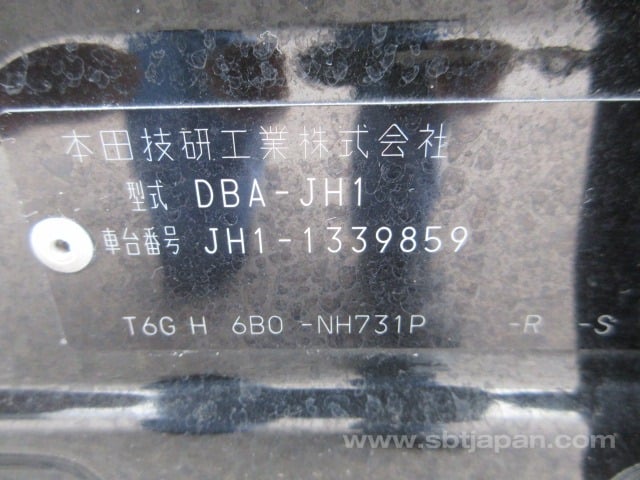 本田技研工業株式会社
型式 DBA-JH1
車台番号 JH1-1339859
T6G H 6B0 -NH731P -R -S
www.sbtjapan.com